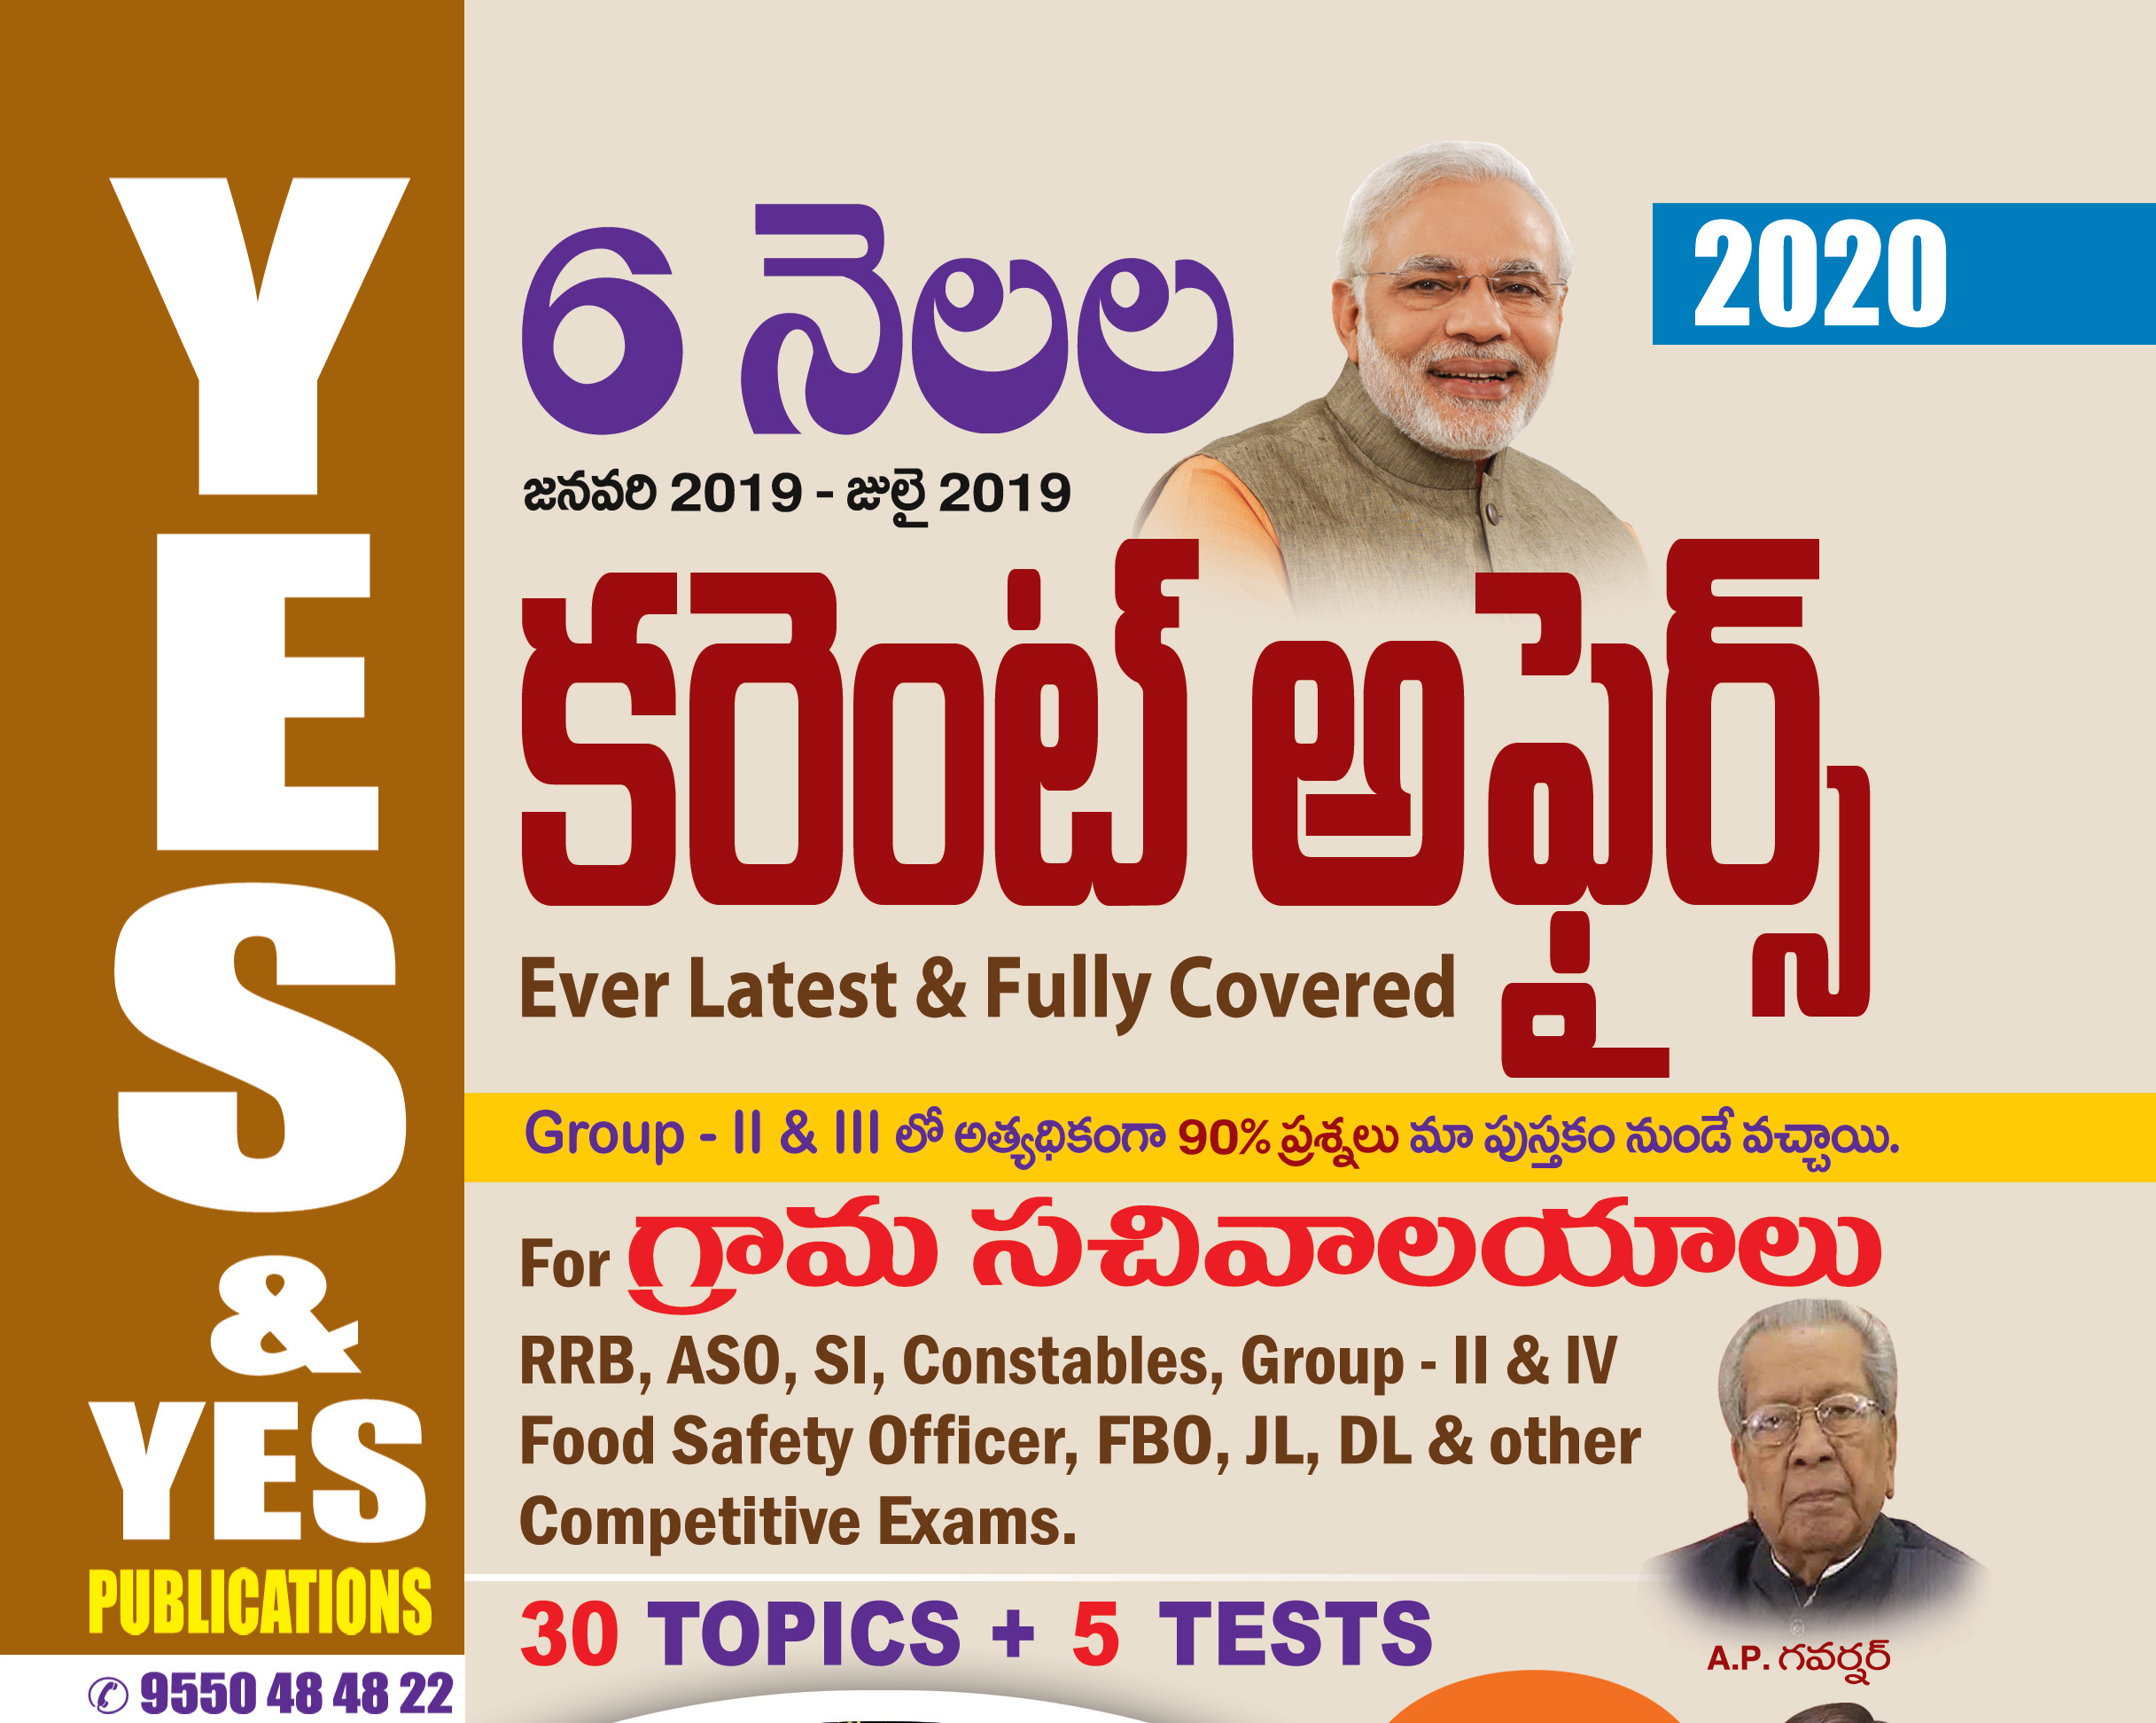 YES
&
YES
PUBLICATIONS
✆ 9550 48 48 22
6 నెలల
2020
జనవరి 2019 - జులై 2019
కరెంట్ అఫైర్స్
Ever Latest & Fully Covered
Group - II & III లో అత్యధికంగా 90% ప్రశ్నలు మా పుస్తకం నుండే వచ్చాయి.
For గ్రామ సచివాలయాలు
RRB, ASO, SI, Constables, Group - II & IV
Food Safety Officer, FBO, JL, DL & other
Competitive Exams.
30 TOPICS + 5 TESTS
A.P. గవర్నర్